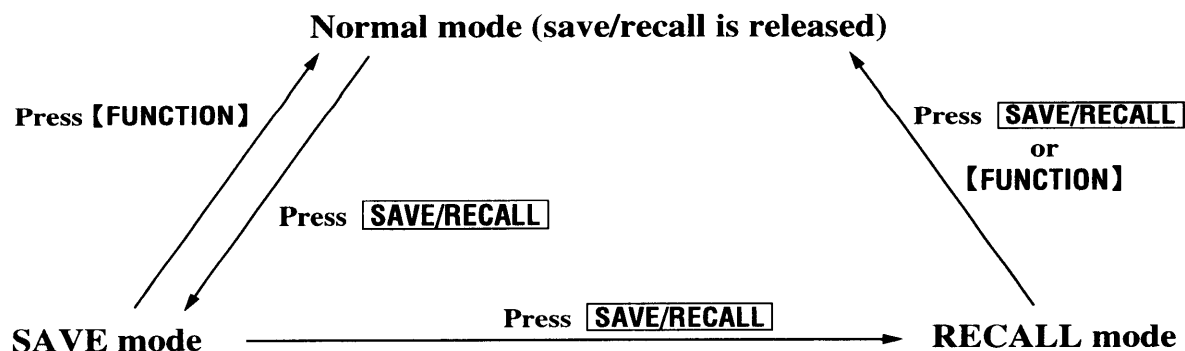 Normal mode (save/recall is released)
Press【FUNCTION】
Press SAVE/RECALL
or
【FUNCTION】
Press SAVE/RECALL
Press SAVE/RECALL
SAVE mode
RECALL mode